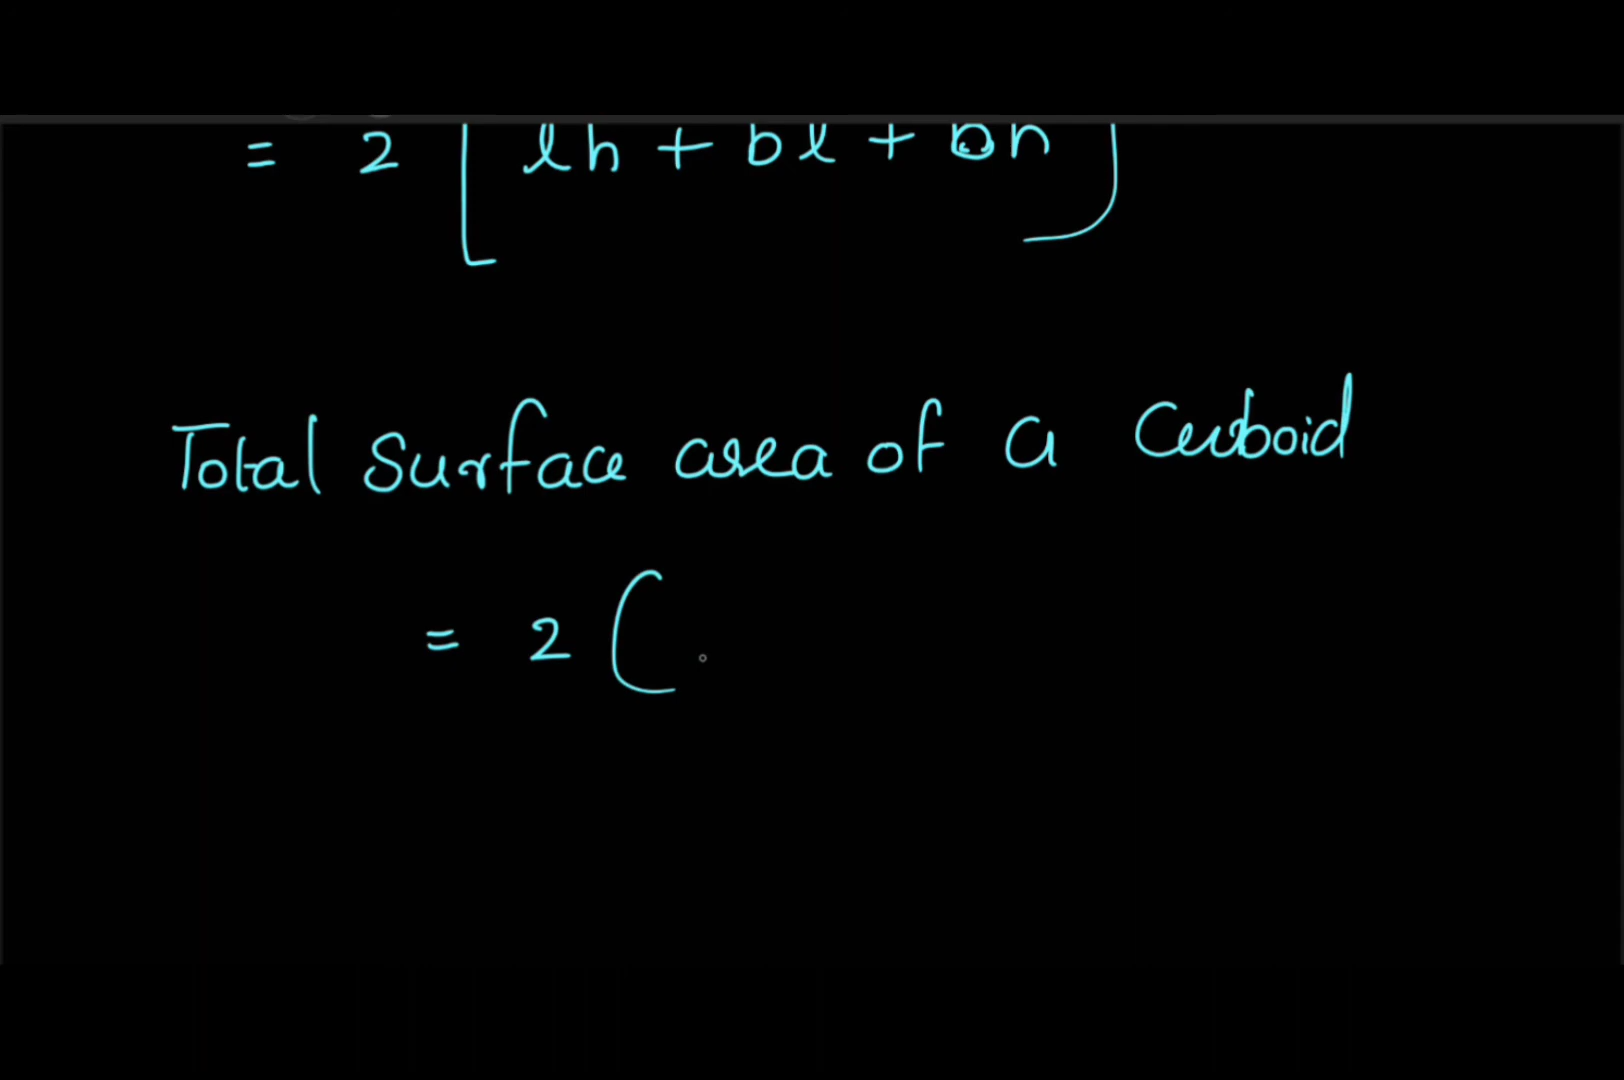 = 2 [ lh + bl + bh ]
Total Surface area of a Cuboid
= 2 (